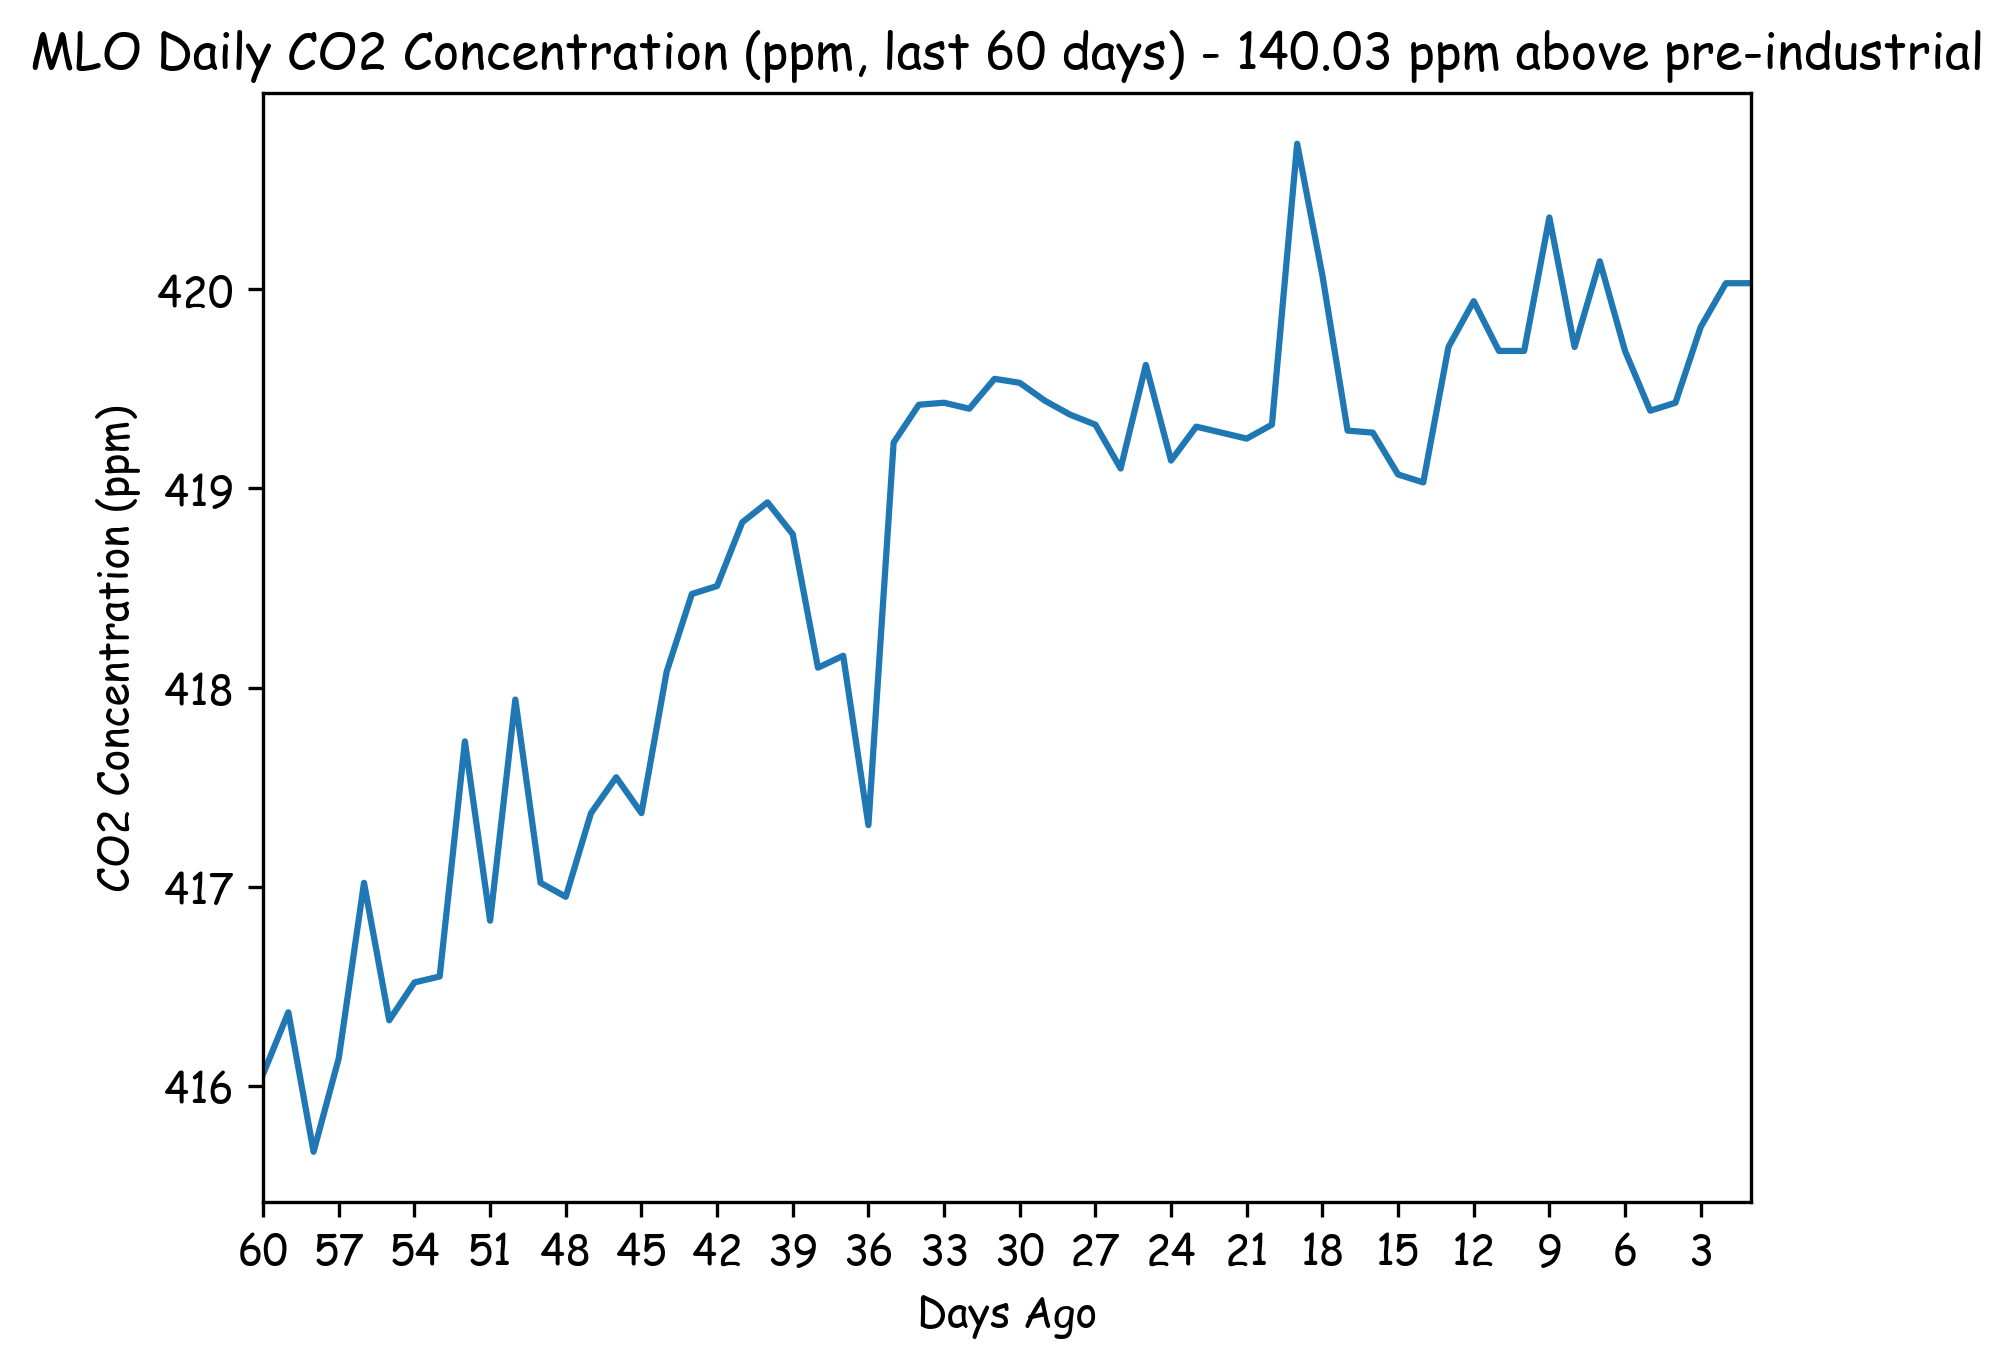 MLO Daily CO2 Concentration (ppm, last 60 days) - 140.03 ppm above pre-industrial
CO2 Concentration (ppm)
420
419
418
417
416
60 57 54 51 48 45 42 39 36 33 30 27 24 21 18 15 12 9 6 3
Days Ago